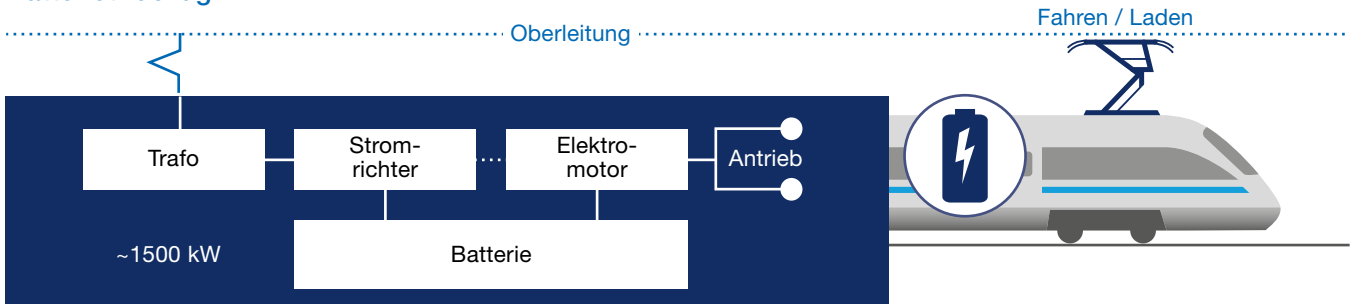 Fahren / Laden
Oberleitung
Trafo
Strom-
richter
Elektro-
motor
Antrieb
~1500 kW
Batterie